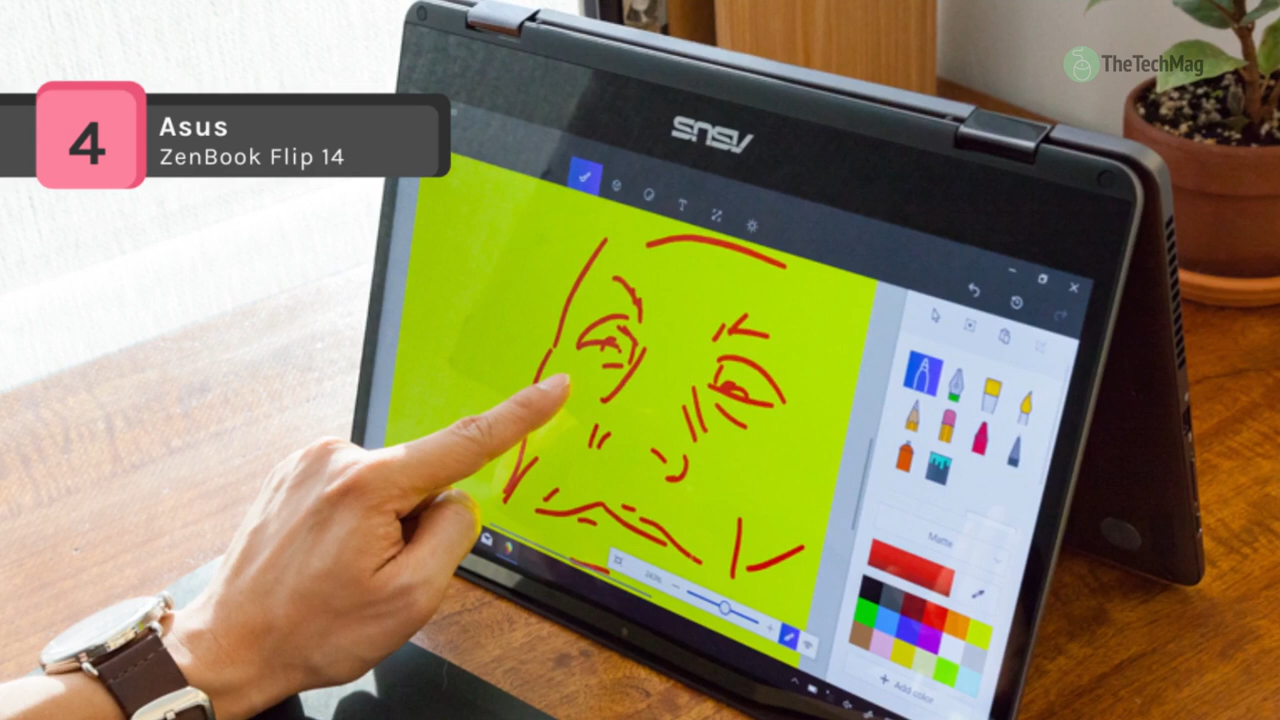 TheTechMag
4
Asus
ZenBook Flip 14
ASUS
T
Matte
Add color